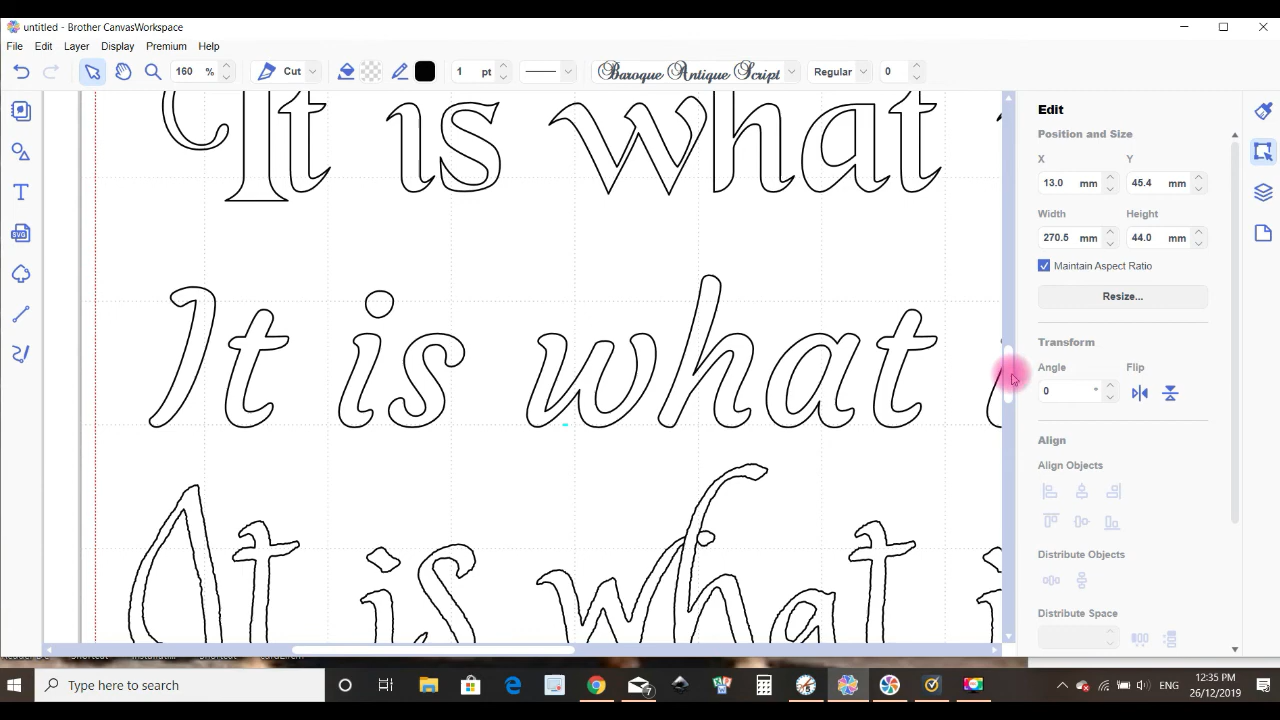 untitled - Brother CanvasWorkspace
File Edit Layer Display Premium Help
160 % Cut 1 pt Baroque Antique Script Regular 0
Edit
Position and Size
X Y
13.0 mm 45.4 mm
Width Height
270.5 mm 44.0 mm
Maintain Aspect Ratio
Resize...
Transform
Angle Flip
0 °
Align
Align Objects
Distribute Objects
Distribute Space
It is what
It is what
It is what
T
SVG
Type here to search
7
ENG
12:35 PM
26/12/2019